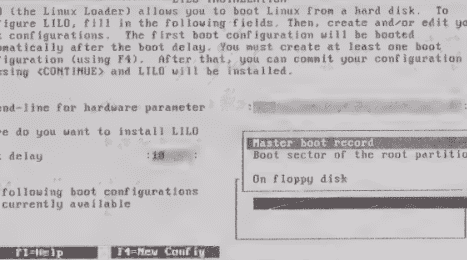 LILO INSTALLATION
(the Linux Loader) allows you to boot Linux from a hard disk. To
figure LILO, fill in the following fields. Then, create and/or edit yo
configurations. The first boot configuration will be booted
omatically after the boot delay. You must create at least one boot
figuration (using F4). After that, you can commit your configuration
using <CONTINUE> and LILO will be installed.
end-line for hardware parameter :
re do you want to install LILO
Master boot record
t delay :10 :
Boot sector of the root partitio
On floppy disk
following boot configurations
currently available
F1=Help F4=New Config